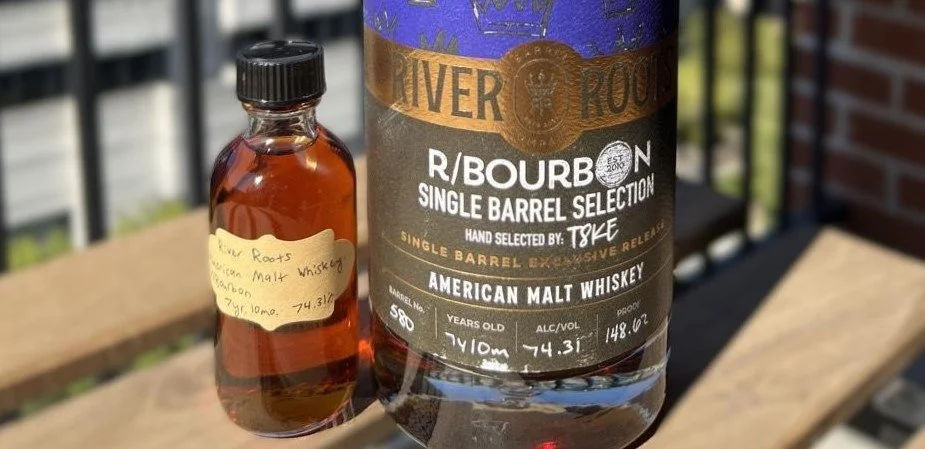 River Roots
American Malt Whiskey
Bourbon
7yr, 10mo. 74.31%
RIVER ROOTS
R/BOURBON
EST 2010
SINGLE BARREL SELECTION
HAND SELECTED BY: T8KE
SINGLE BARREL EXCLUSIVE RELEASE
AMERICAN MALT WHISKEY
BARREL No. YEARS OLD ALC/VOL PROOF
580 7y10m 74.31 148.62